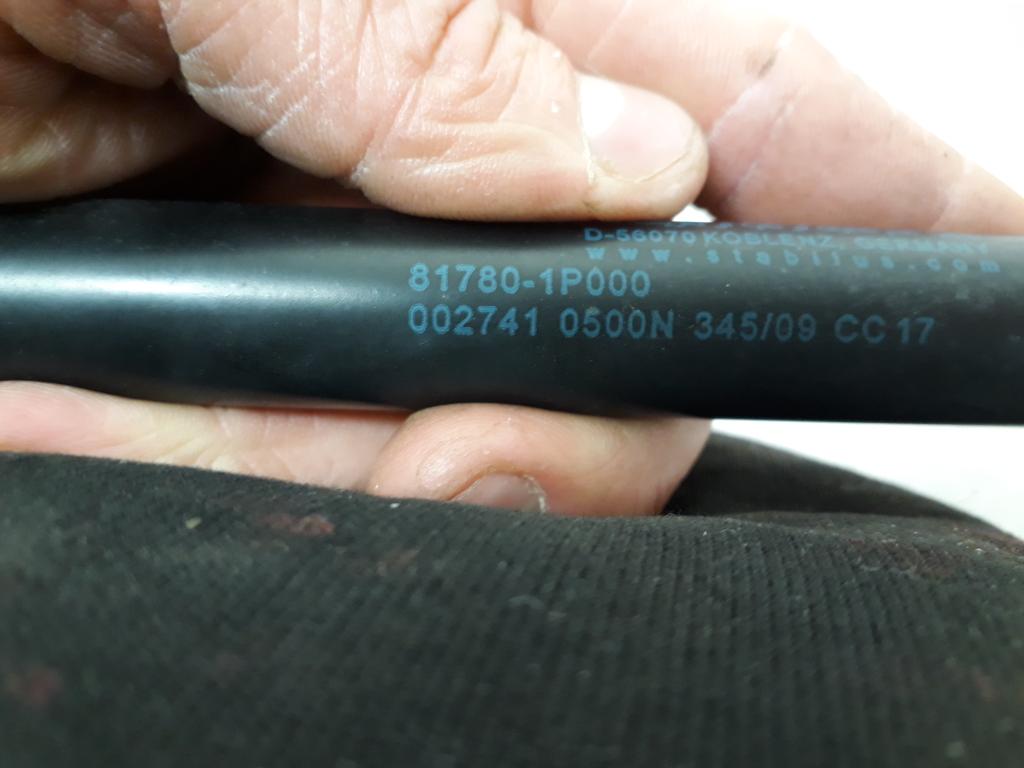 D-56070 KOBLENZ, GERMANY
www.stabilus.com
81780-1P000
002741 0500N 345/09 CC17